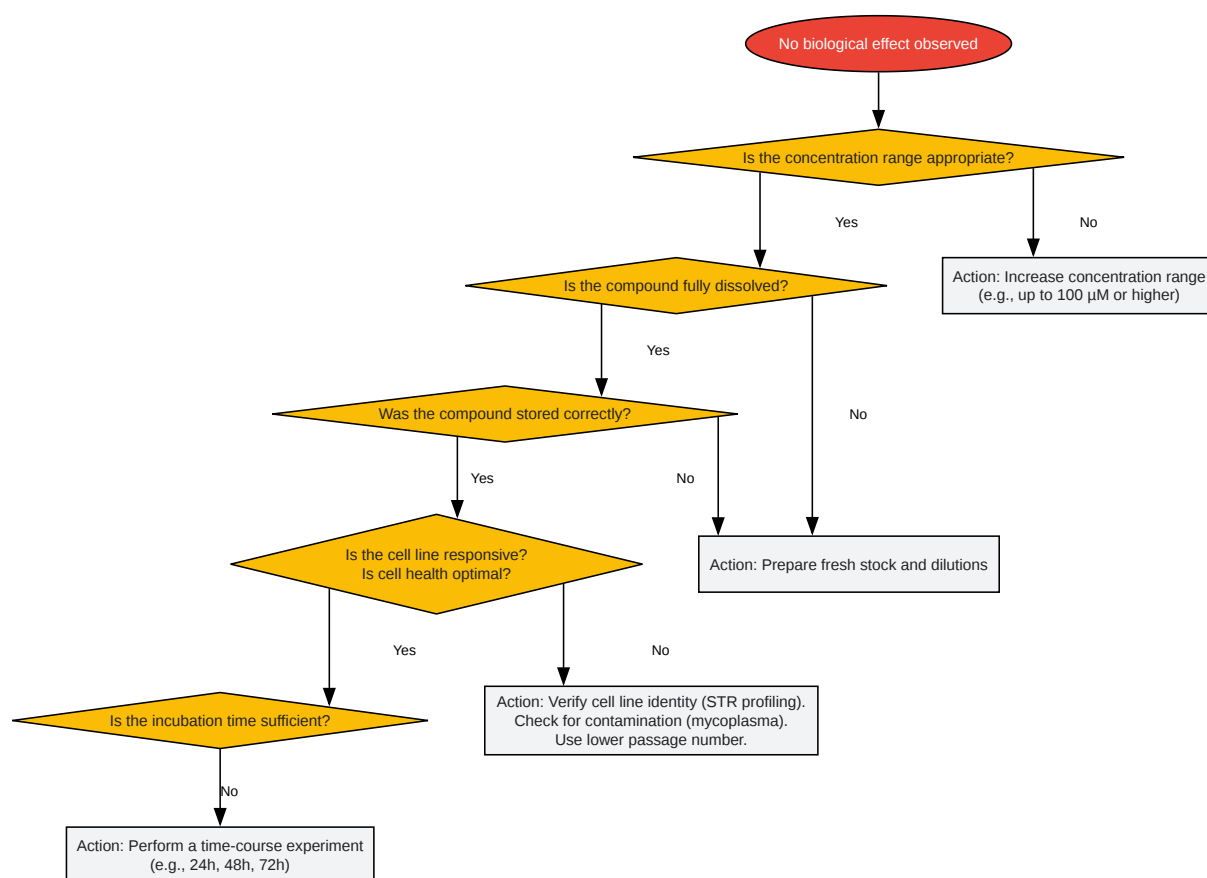 No biological effect observed
Is the concentration range appropriate?
Yes
No
Is the compound fully dissolved?
Action: Increase concentration range
(e.g., up to 100 µM or higher)
Yes
No
Was the compound stored correctly?
Yes
No
Is the cell line responsive?
Is cell health optimal?
Action: Prepare fresh stock and dilutions
Yes
No
Is the incubation time sufficient?
Action: Verify cell line identity (STR profiling).
Check for contamination (mycoplasma).
Use lower passage number.
No
Action: Perform a time-course experiment
(e.g., 24h, 48h, 72h)